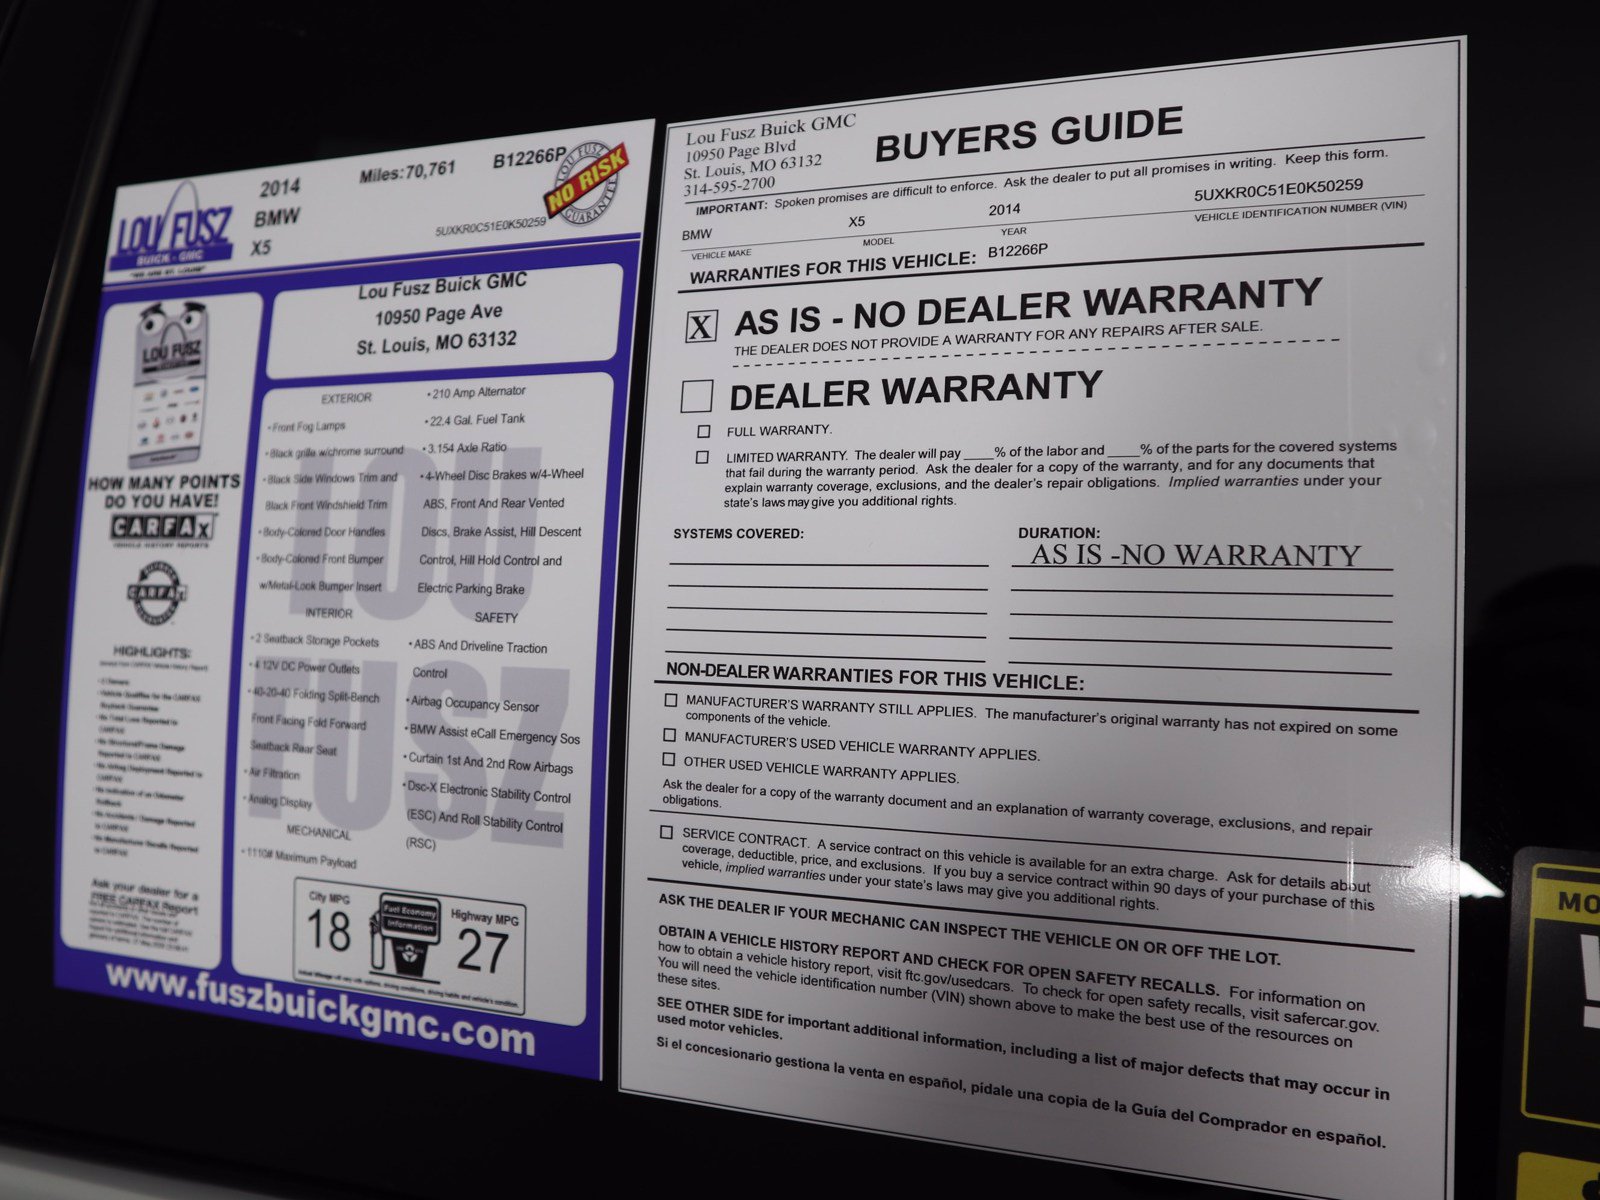 LOU FUSZ
BUICK - GMC
2014
BMW
X5
Miles:70,761
B12266P
5UXKR0C51E0K50259
LOU FUSZ
NO RISK
GUARANTEE
LOU FUSZ
HOW MANY POINTS
DO YOU HAVE!
CARFAX
VEHICLE HISTORY REPORTS
CARFAX
HIGHLIGHTS:
Ask your dealer for a
FREE CARFAX Report
Lou Fusz Buick GMC
10950 Page Ave
St. Louis, MO 63132
EXTERIOR
• Front Fog Lamps
• Black grille w/chrome surround
• Black Side Windows Trim and
Black Front Windshield Trim
• Body-Colored Door Handles
• Body-Colored Front Bumper
w/Metal-Look Bumper Insert
INTERIOR
• 2 Seatback Storage Pockets
• 4 12V DC Power Outlets
• 40-20-40 Folding Split-Bench
Front Facing Fold Forward
Seatback Rear Seat
• Air Filtration
• Analog Display
MECHANICAL
• 1110# Maximum Payload
• 210 Amp Alternator
• 22.4 Gal. Fuel Tank
• 3.154 Axle Ratio
• 4-Wheel Disc Brakes w/4-Wheel
ABS, Front And Rear Vented
Discs, Brake Assist, Hill Descent
Control, Hill Hold Control and
Electric Parking Brake
SAFETY
• ABS And Driveline Traction
Control
• Airbag Occupancy Sensor
• BMW Assist eCall Emergency Sos
• Curtain 1st And 2nd Row Airbags
• Dsc-X Electronic Stability Control
(ESC) And Roll Stability Control
(RSC)
LOU
FUSZ
City MPG
18
Fuel Economy
Information
Highway MPG
27
www.fuszbuickgmc.com
Lou Fusz Buick GMC
10950 Page Blvd
St. Louis, MO 63132
314-595-2700
BUYERS GUIDE
IMPORTANT: Spoken promises are difficult to enforce. Ask the dealer to put all promises in writing. Keep this form.
BMW X5 2014 5UXKR0C51E0K50259
VEHICLE MAKE MODEL YEAR VEHICLE IDENTIFICATION NUMBER (VIN)
WARRANTIES FOR THIS VEHICLE: B12266P
X AS IS - NO DEALER WARRANTY
THE DEALER DOES NOT PROVIDE A WARRANTY FOR ANY REPAIRS AFTER SALE.
DEALER WARRANTY
FULL WARRANTY.
LIMITED WARRANTY. The dealer will pay ____% of the labor and ____% of the parts for the covered systems
that fail during the warranty period. Ask the dealer for a copy of the warranty, and for any documents that
explain warranty coverage, exclusions, and the dealer's repair obligations. Implied warranties under your
state's laws may give you additional rights.
SYSTEMS COVERED: DURATION:
AS IS -NO WARRANTY
NON-DEALER WARRANTIES FOR THIS VEHICLE:
MANUFACTURER'S WARRANTY STILL APPLIES. The manufacturer's original warranty has not expired on some
components of the vehicle.
MANUFACTURER'S USED VEHICLE WARRANTY APPLIES.
OTHER USED VEHICLE WARRANTY APPLIES.
Ask the dealer for a copy of the warranty document and an explanation of warranty coverage, exclusions, and repair
obligations.
SERVICE CONTRACT. A service contract on this vehicle is available for an extra charge. Ask for details about
coverage, deductible, price, and exclusions. If you buy a service contract within 90 days of your purchase of this
vehicle, implied warranties under your state's laws may give you additional rights.
ASK THE DEALER IF YOUR MECHANIC CAN INSPECT THE VEHICLE ON OR OFF THE LOT.
OBTAIN A VEHICLE HISTORY REPORT AND CHECK FOR OPEN SAFETY RECALLS. For information on
how to obtain a vehicle history report, visit ftc.gov/usedcars. To check for open safety recalls, visit safercar.gov.
You will need the vehicle identification number (VIN) shown above to make the best use of the resources on
these sites.
SEE OTHER SIDE for important additional information, including a list of major defects that may occur in
used motor vehicles.
Si el concesionario gestiona la venta en español, pídale una copia de la Guía del Comprador en español.
MO